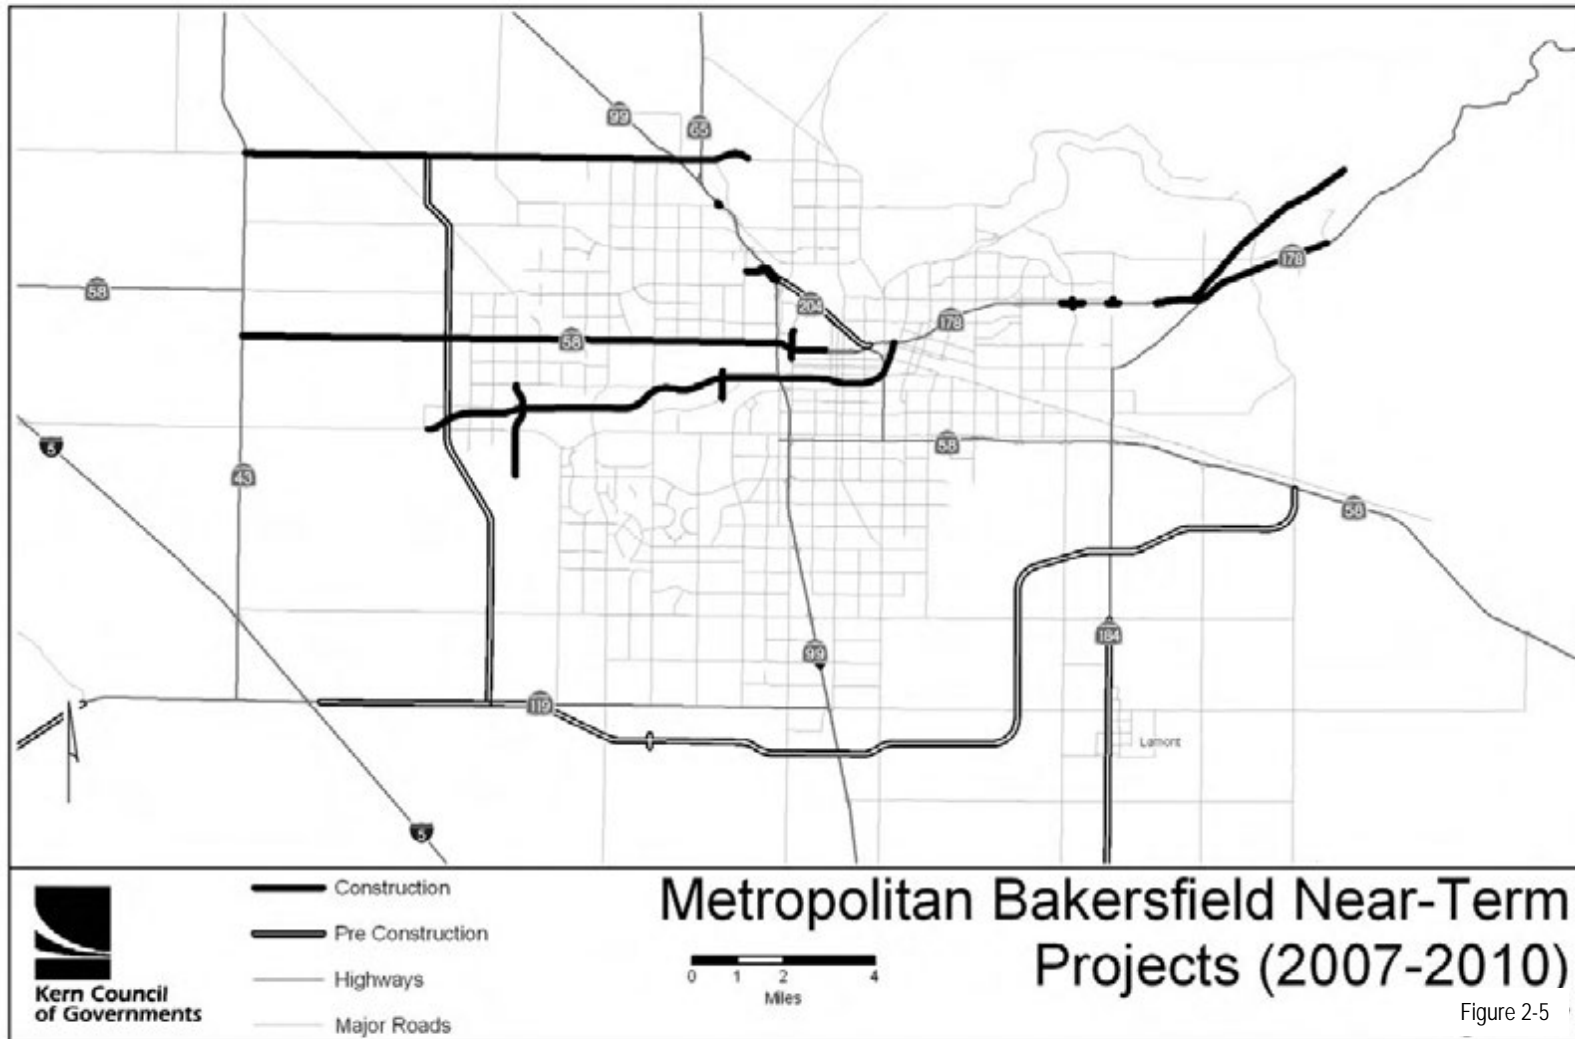 99
65
58
178
204
178
58
5
58
43
58
99
184
119
Lamont
5
Construction
Pre Construction
Highways
Major Roads
Kern Council
of Governments
0 1 2 4
Miles
Metropolitan Bakersfield Near-Term
Projects (2007-2010)
Figure 2-5